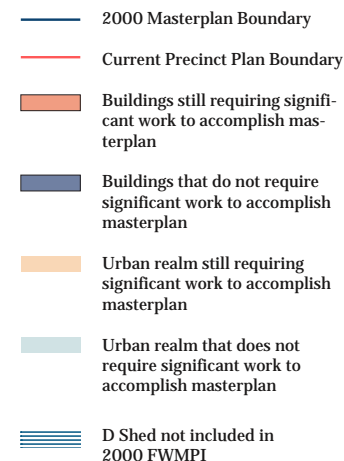 2000 Masterplan Boundary
Current Precinct Plan Boundary
Buildings still requiring signifi-
cant work to accomplish mas-
terplan
Buildings that do not require
significant work to accomplish
masterplan
Urban realm still requiring
significant work to accomplish
masterplan
Urban realm that does not
require significant work to
accomplish masterplan
D Shed not included in
2000 FWMPI